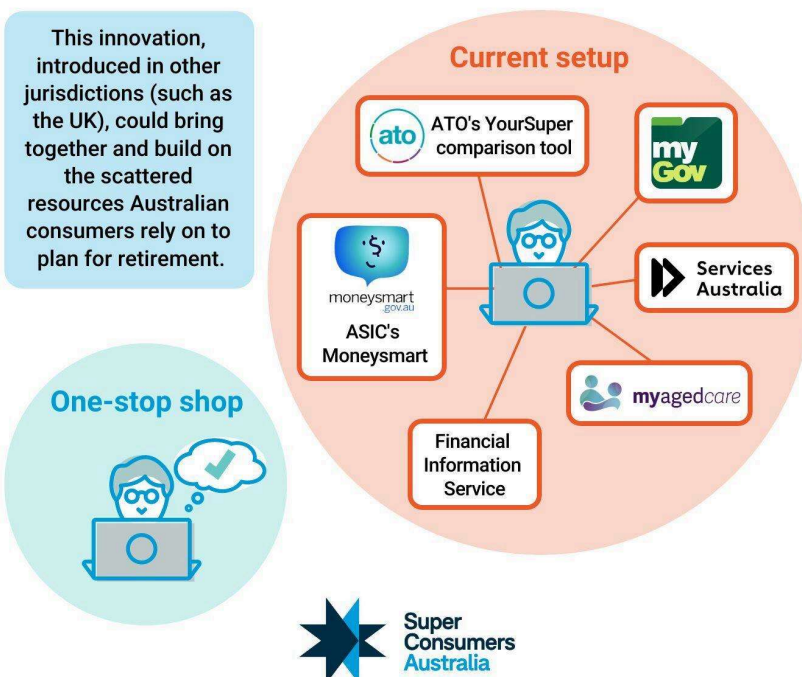 This innovation,
introduced in other
jurisdictions (such as
the UK), could bring
together and build on
the scattered
resources Australian
consumers rely on to
plan for retirement.
Current setup
ato
ATO's YourSuper
comparison tool
my
Gov
moneysmart
.gov.au
ASIC's
Moneysmart
Services
Australia
myagedcare
Financial
Information
Service
One-stop shop
Super
Consumers
Australia